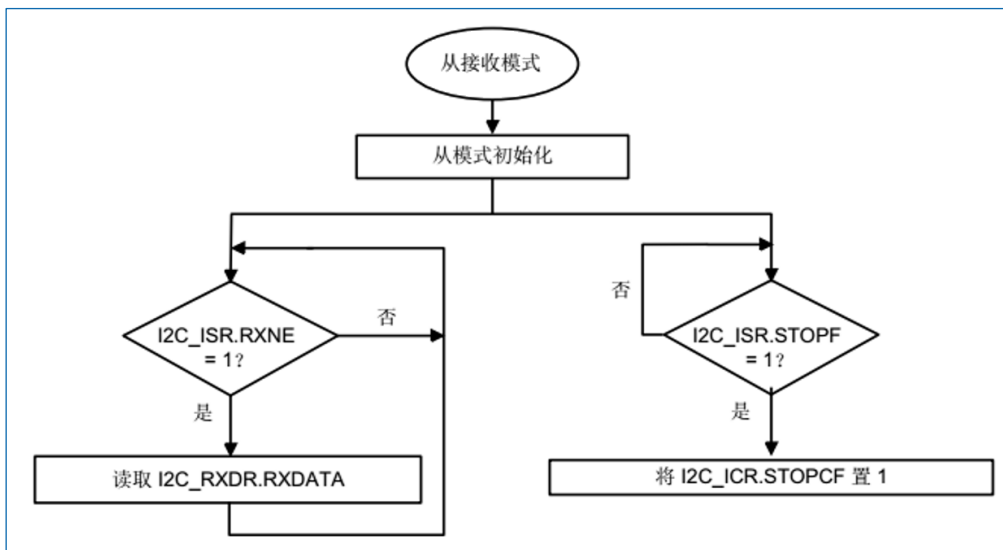 从接收模式
从模式初始化
否
I2C_ISR.RXNE
= 1?
否
I2C_ISR.STOPF
= 1?
是
是
读取 I2C_RXDR.RXDATA
将 I2C_ICR.STOPCF 置 1